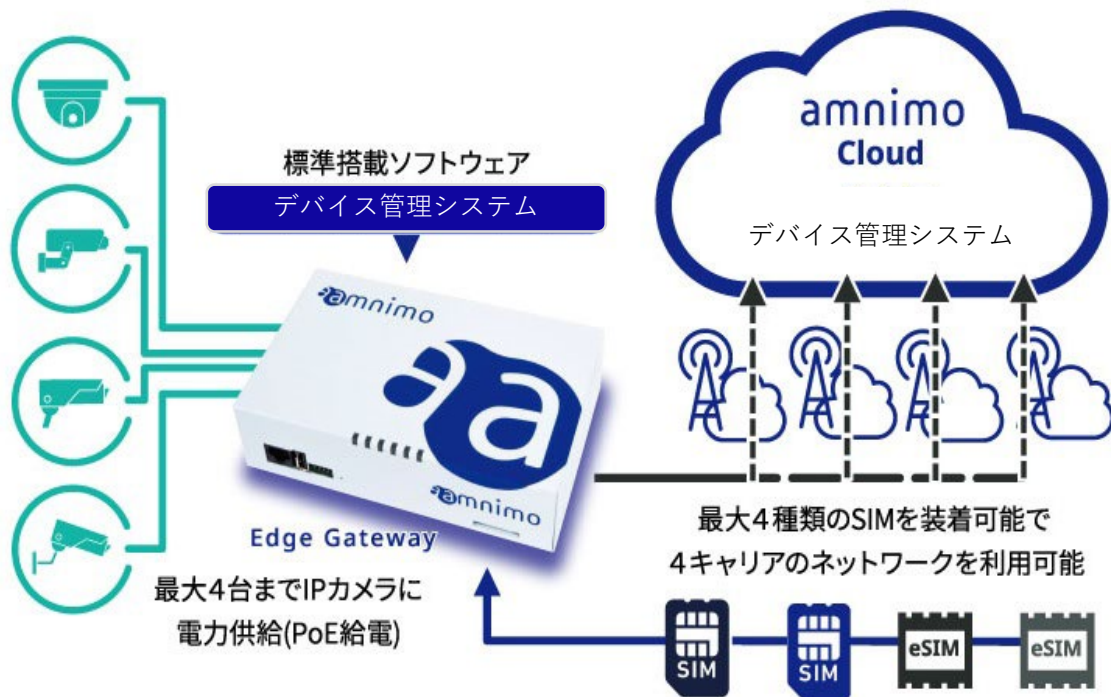 amnimo
Cloud
デバイス管理システム
標準搭載ソフトウェア
デバイス管理システム
amnimo
aa
amnimo
Edge Gateway
最大4台までIPカメラに
電力供給(PoE給電)
最大4種類のSIMを装着可能で
4キャリアのネットワークを利用可能
SIM
SIM
eSIM
eSIM